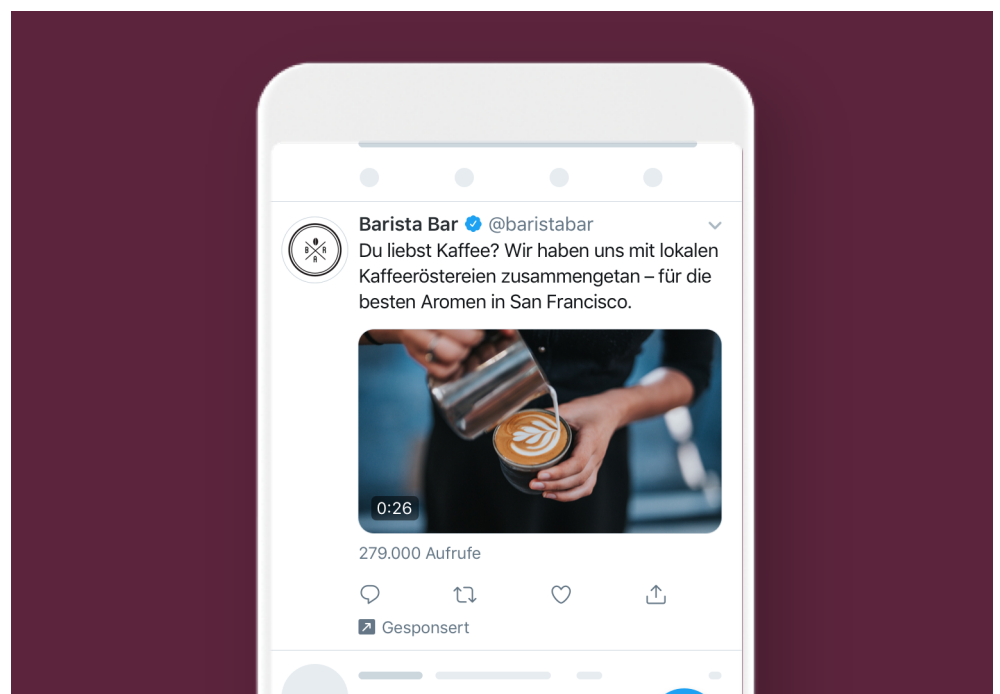 Barista Bar @baristabar
Du liebst Kaffee? Wir haben uns mit lokalen
Kaffeeröstereien zusammengetan – für die
besten Aromen in San Francisco.
B A R
R
0:26
279.000 Aufrufe
Gesponsert